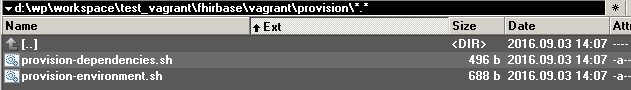 d:\wp\workspace\test_vagrant\fhirbase\vagrant\provision\*.* *
Name Ext Size Date Attr
[..] <DIR> 2016.09.03 14:07 ----
provision-dependencies.sh 496 b 2016.09.03 14:07 -a--
provision-environment.sh 688 b 2016.09.03 14:07 -a--